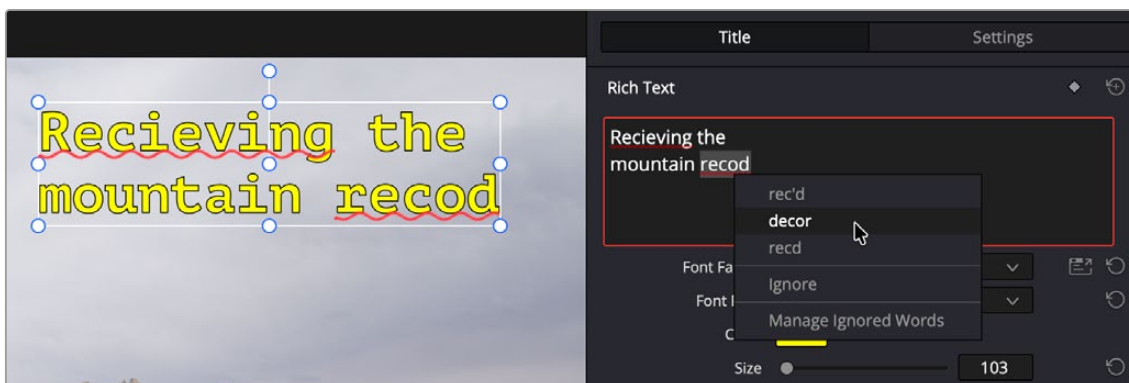 Recieving the
mountain recod
Title
Settings
Rich Text
Recieving the
mountain recod
rec'd
decor
recd
Ignore
Manage Ignored Words
Font Fa
Font
C
Size
103